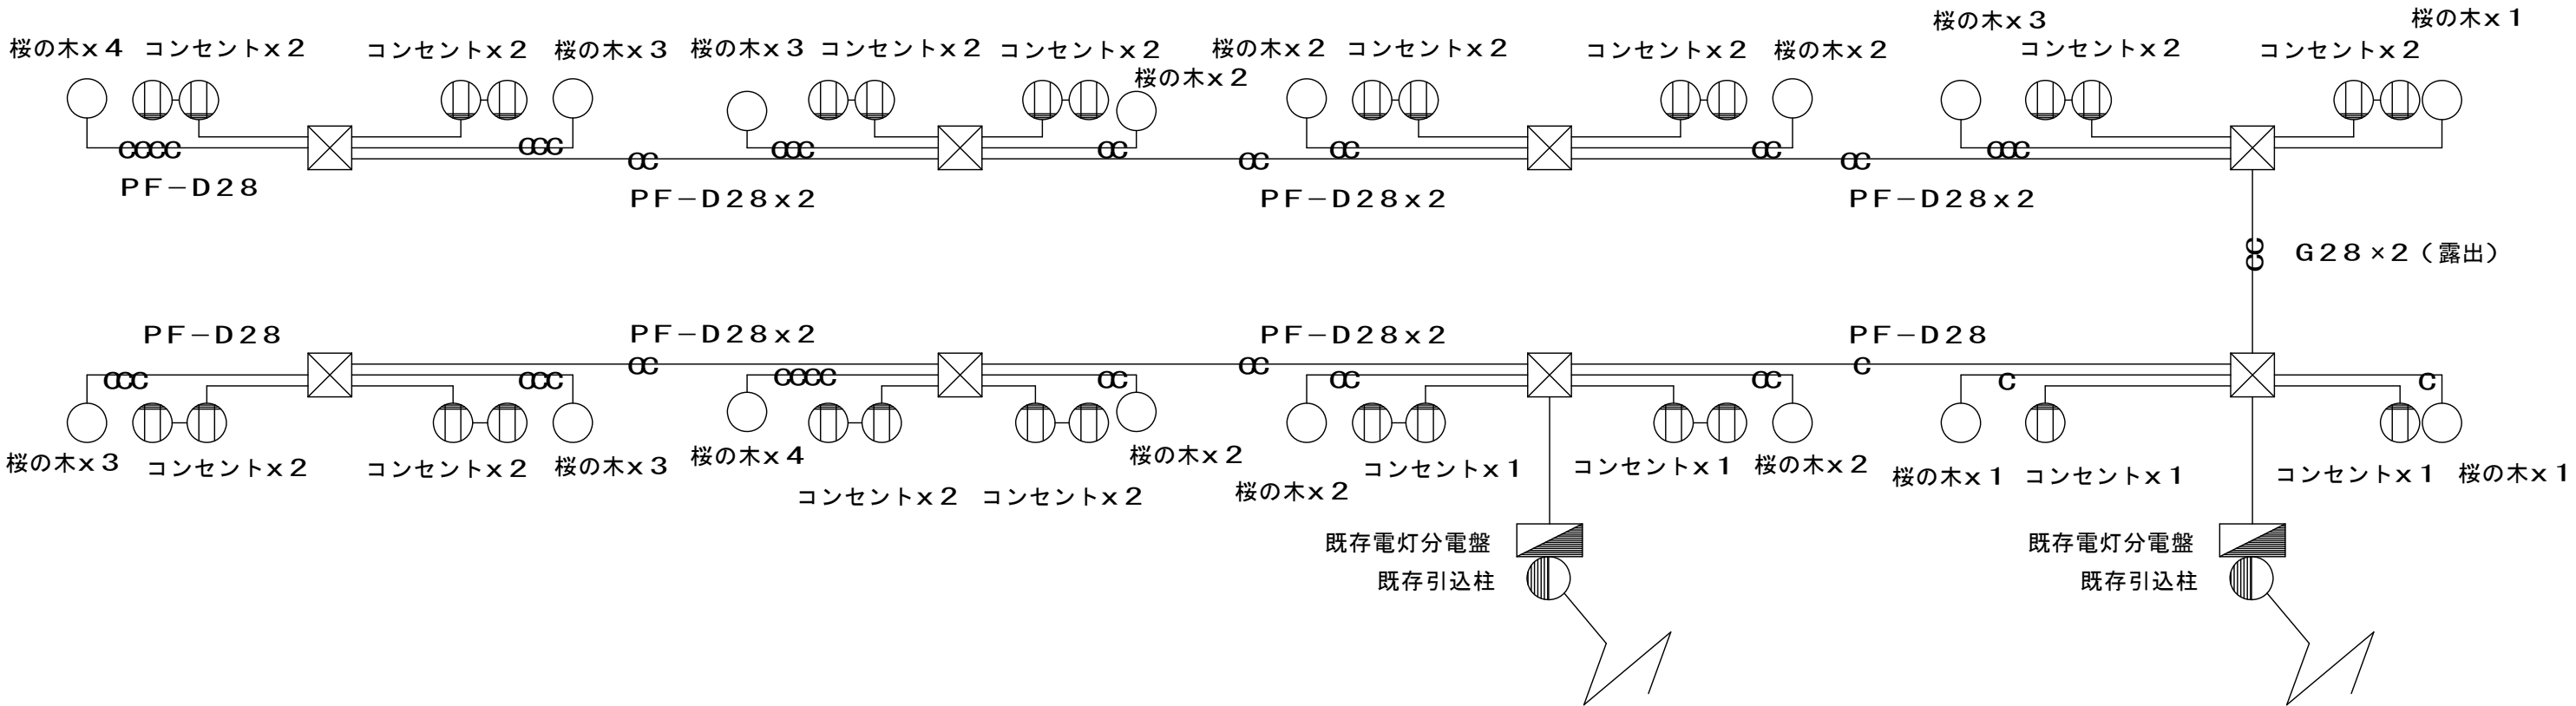 桜の木x4 コンセントx2 コンセントx2 桜の木x3 桜の木x3 コンセントx2 コンセントx2 桜の木x2 桜の木x2 コンセントx2 コンセントx2 桜の木x2 桜の木x3 コンセントx2 コンセントx2 桜の木x1
PF-D28 PF-D28x2 PF-D28x2 PF-D28x2
G28×2(露出)
PF-D28 PF-D28x2 PF-D28x2 PF-D28
桜の木x3 コンセントx2 コンセントx2 桜の木x3 桜の木x4 コンセントx2 コンセントx2 桜の木x2 桜の木x2 コンセントx1 コンセントx1 桜の木x2 桜の木x1 コンセントx1 コンセントx1 桜の木x1
既存電灯分電盤 既存電灯分電盤
既存引込柱 既存引込柱